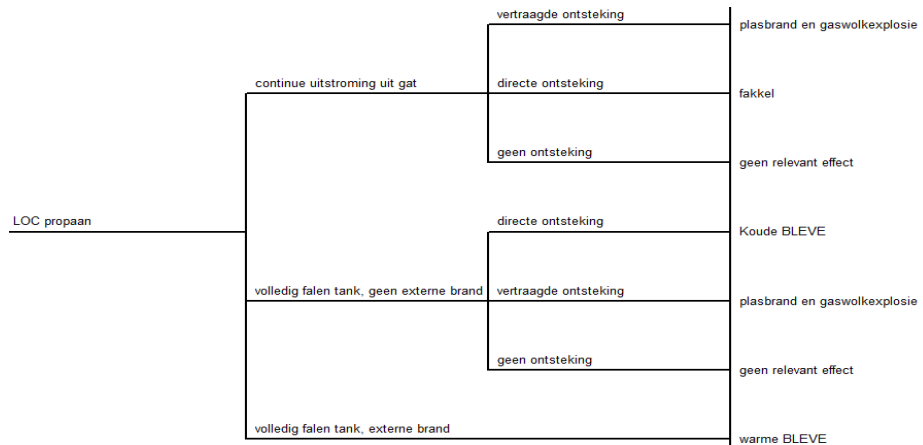 vertraagde ontsteking
plasbrand en gaswolkexplosie
continue uitstroming uit gat
directe ontsteking
fakkel
geen ontsteking
geen relevant effect
LOC propaan
directe ontsteking
Koude BLEVE
volledig falen tank, geen externe brand
vertraagde ontsteking
plasbrand en gaswolkexplosie
geen ontsteking
geen relevant effect
volledig falen tank, externe brand
warme BLEVE